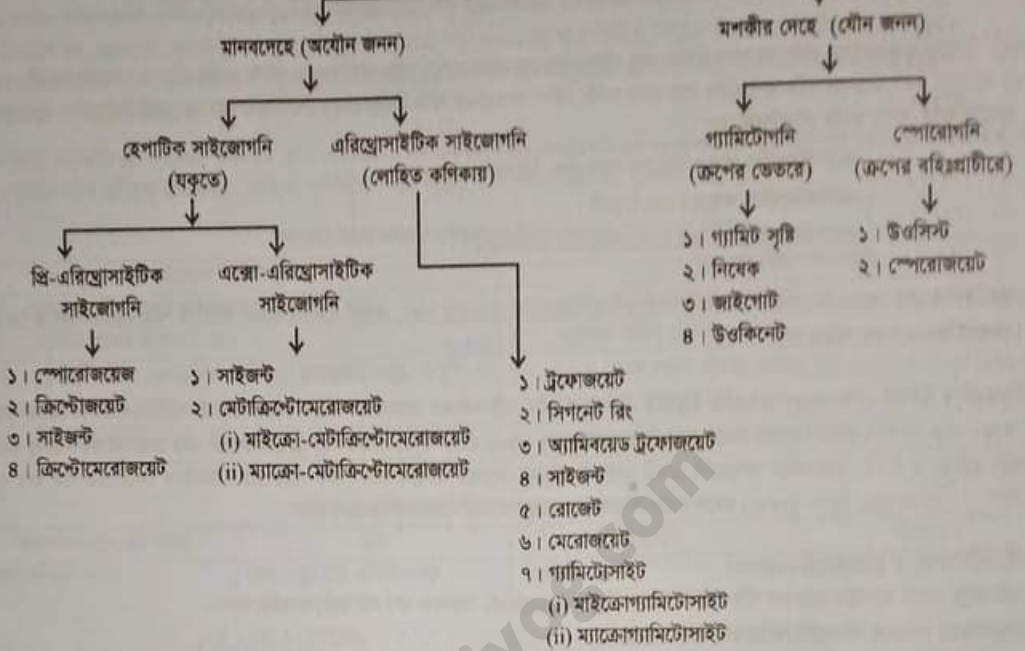 মানবদেহে (অযৌন জনন)
মশকীর দেহে (যৌন জনন)
হেপাটিক সাইজোগনি
(যকৃতে)
এরিথ্রোসাইটিক সাইজোগনি
(লোহিত কণিকায়)
গ্যামিটোগনি
(ক্রপের ভেতরে)
স্পোরোগনি
(ক্রপের বহিঃপ্রাচীরে)
১। গ্যামিট সৃষ্টি
২। নিষেক
৩। জাইগোট
৪। উওকিনেট
১। উওসিস্ট
২। স্পোরোজয়েট
প্রি-এরিথ্রোসাইটিক
সাইজোগনি
এক্সো-এরিথ্রোসাইটিক
সাইজোগনি
১। স্পোরোজয়েজ
২। ক্রিপ্টোজয়েট
৩। সাইজন্ট
৪। ক্রিপ্টোমেরোজয়েট
১। সাইজন্ট
২। মেটাক্রিপ্টোমেরোজয়েট
(i) মাইক্রো-মেটাক্রিপ্টোমেরোজয়েট
(ii) ম্যাক্রো-মেটাক্রিপ্টোমেরোজয়েট
১। ট্রফোজয়েট
২। সিগনেট রিং
৩। অ্যামিবয়েড ট্রফোজয়েট
৪। সাইজন্ট
৫। রোজেট
৬। মেরোজয়েট
৭। গ্যামিটোসাইট
(i) মাইক্রোগ্যামিটোসাইট
(ii) ম্যাক্রোগ্যামিটোসাইট